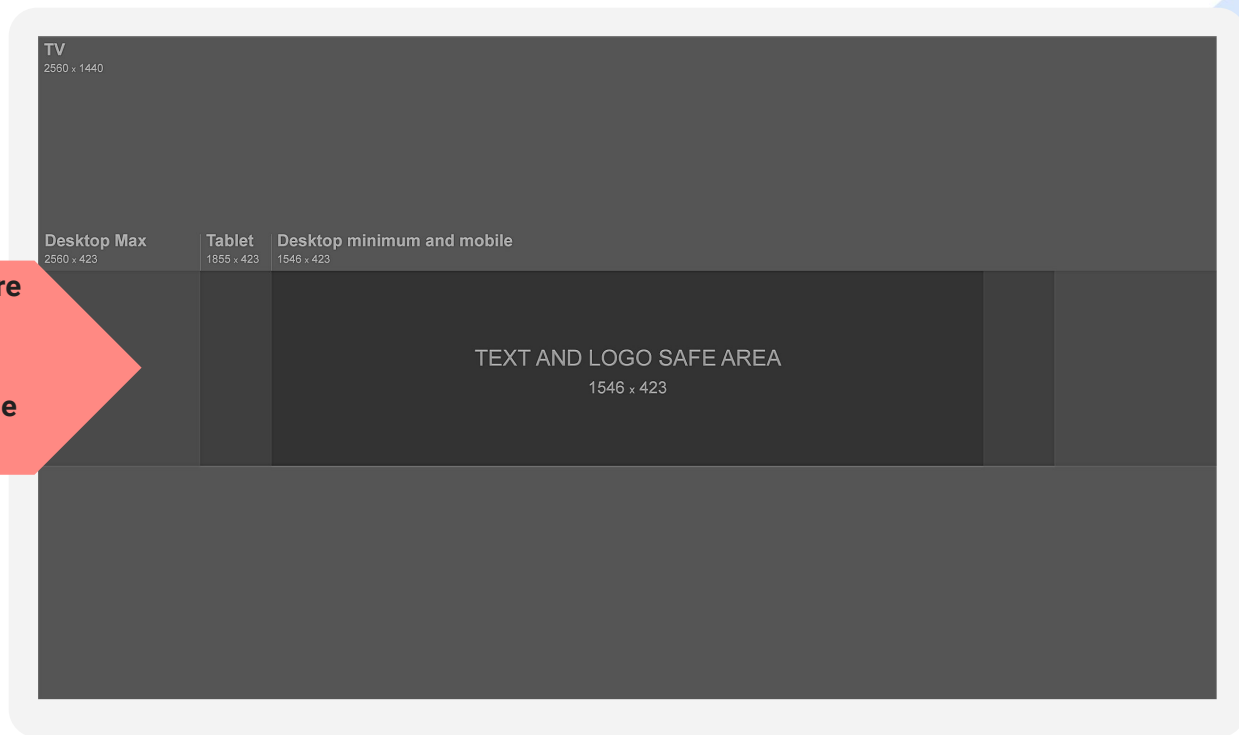 TV
2560 x 1440
Desktop Max
2560 x 423
Tablet
1855 x 423
Desktop minimum and mobile
1546 x 423
re
e
TEXT AND LOGO SAFE AREA
1546 x 423